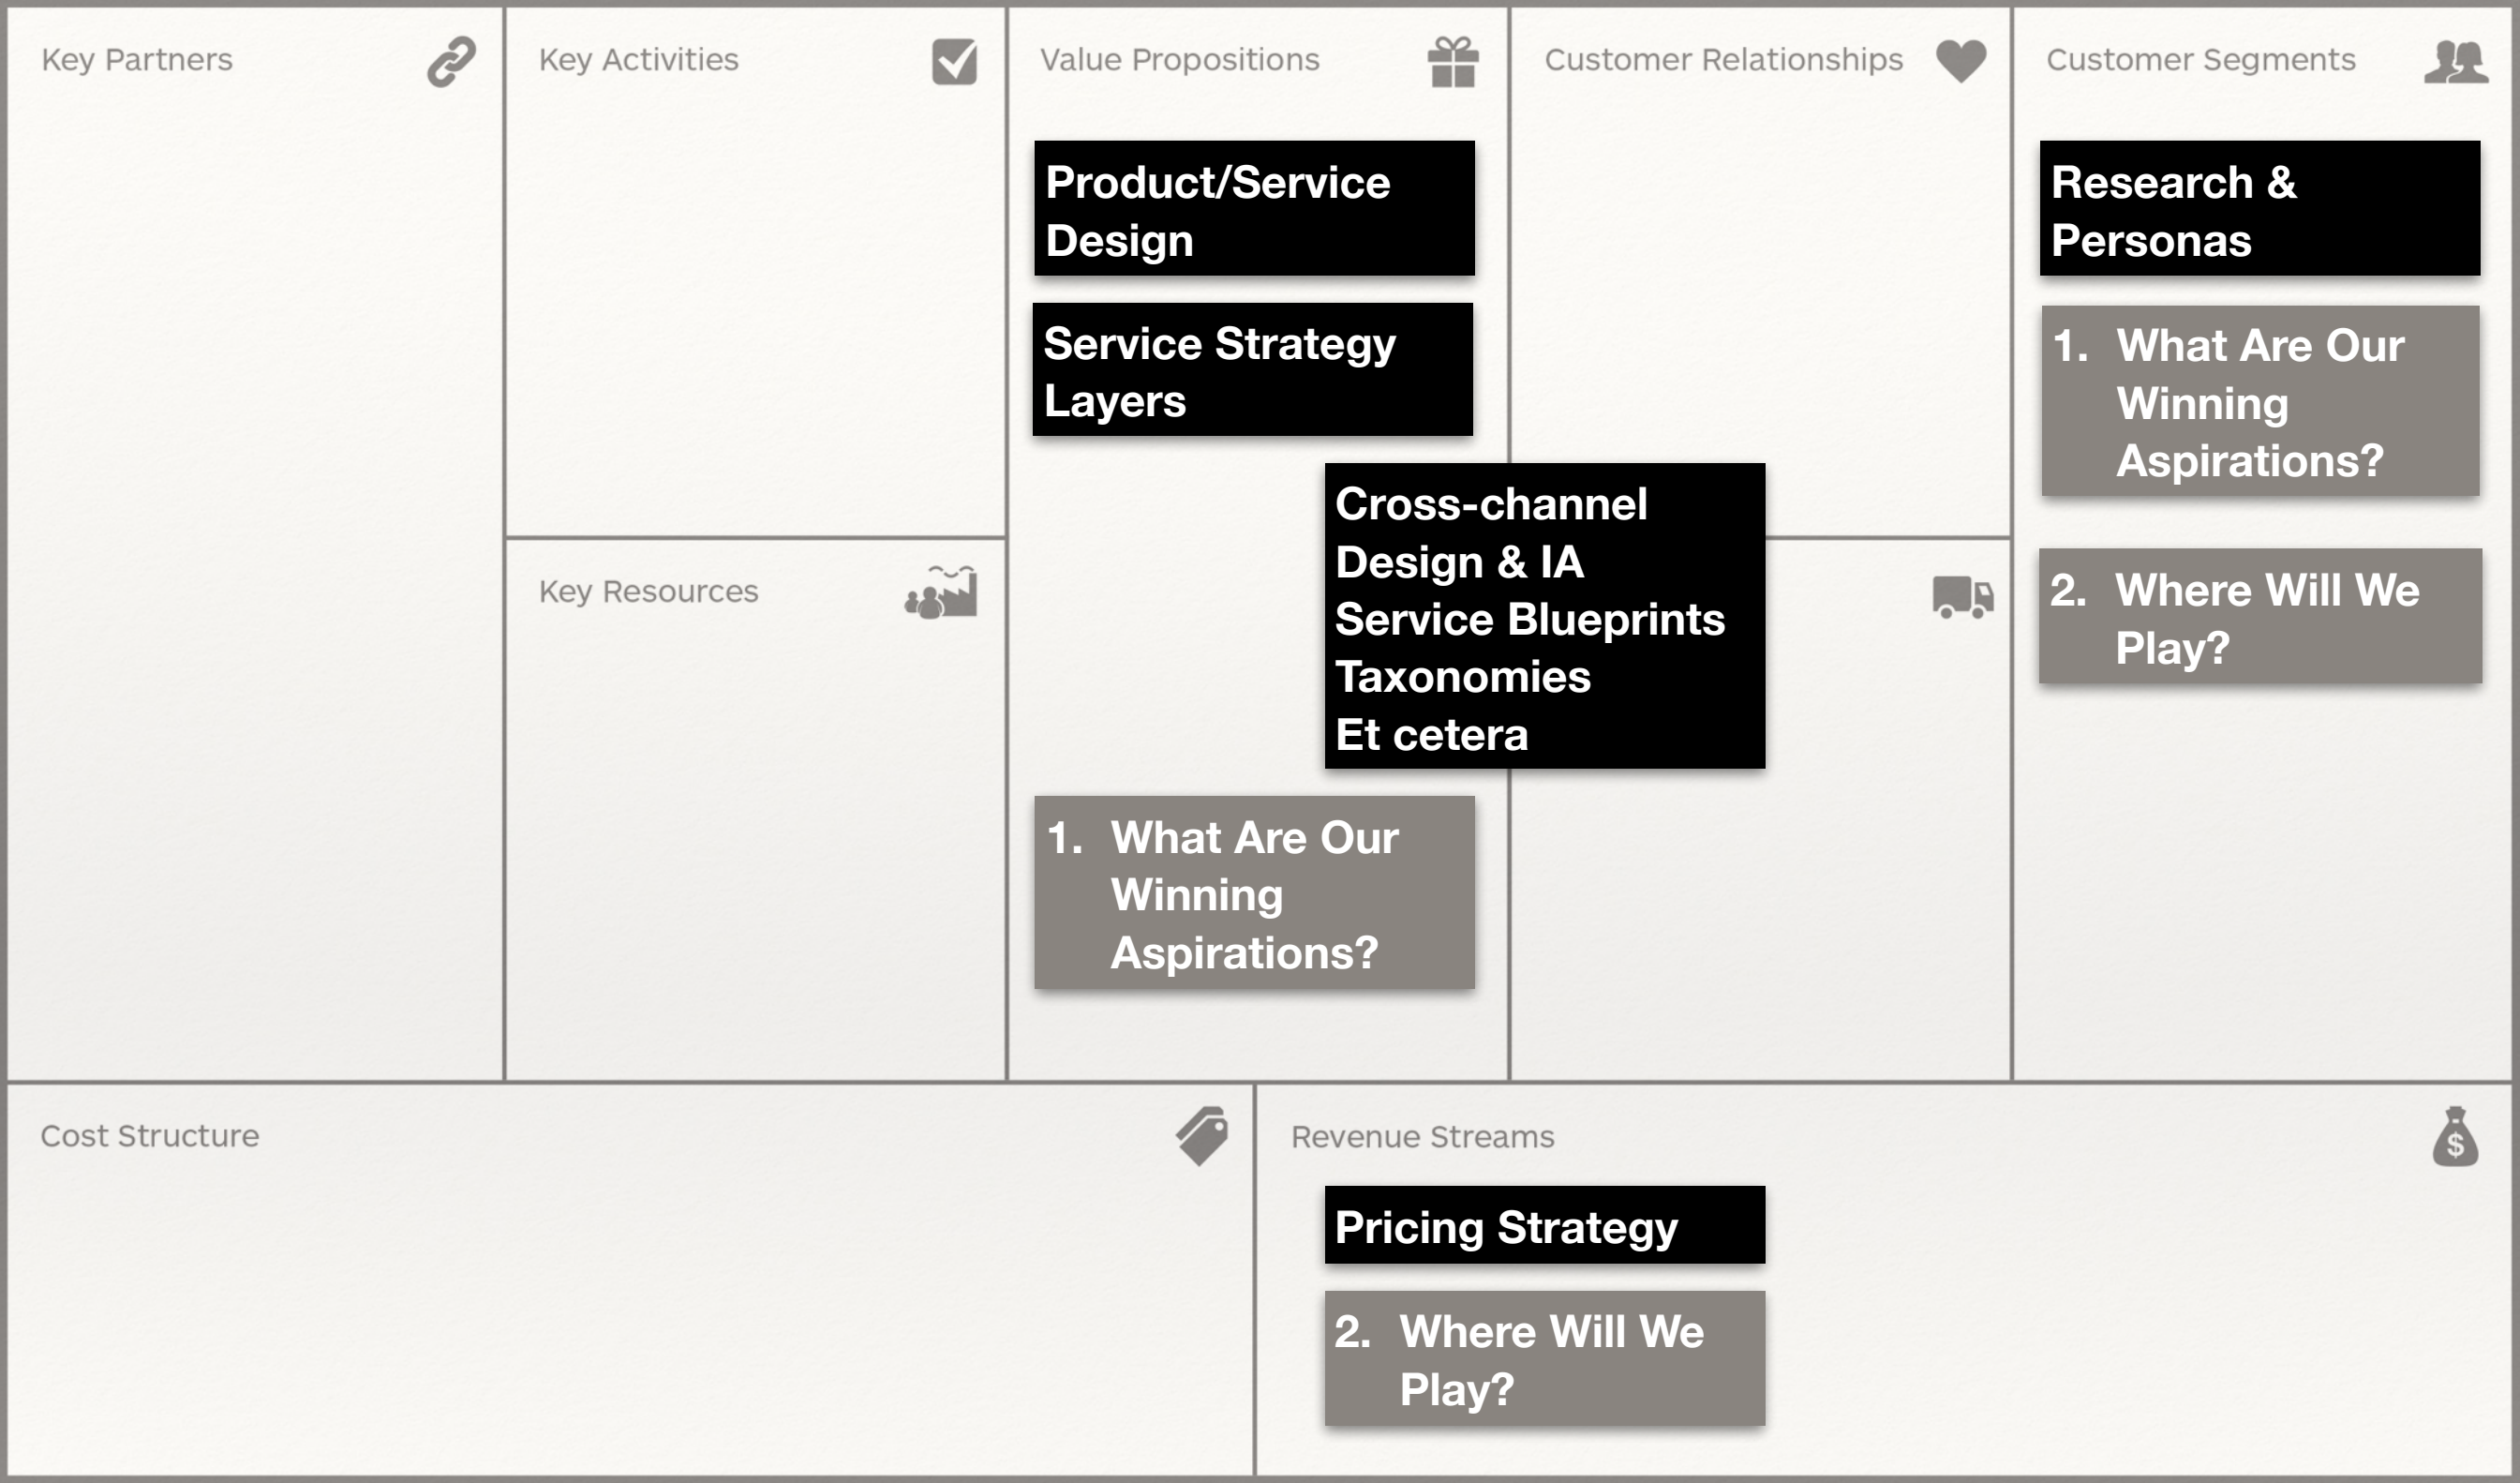 Key Partners
Key Activities
Value Propositions
Customer Relationships
Customer Segments
Product/Service
Design
Service Strategy
Layers
Research &
Personas
1. What Are Our
Winning
Aspirations?
2. Where Will We
Play?
Cross-channel
Design & IA
Service Blueprints
Taxonomies
Et cetera
Key Resources
1. What Are Our
Winning
Aspirations?
Cost Structure
Revenue Streams
$
Pricing Strategy
2. Where Will We
Play?